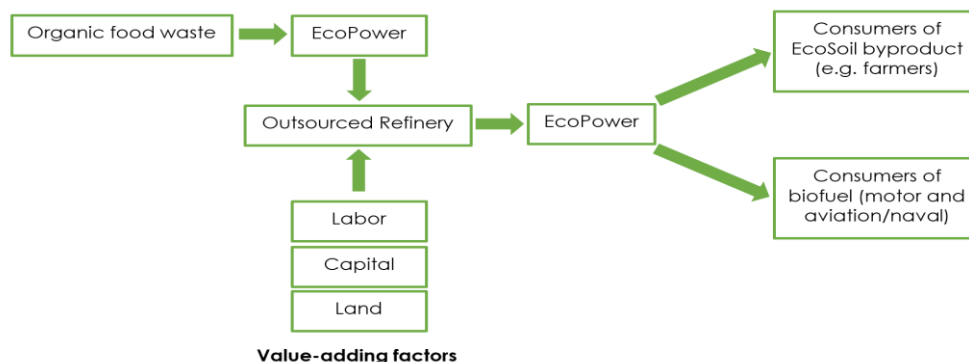 Organic food waste
EcoPower
Consumers of
EcoSoil byproduct
(e.g. farmers)
Outsourced Refinery
EcoPower
Consumers of
biofuel (motor and
aviation/naval)
Labor
Capital
Land
Value-adding factors